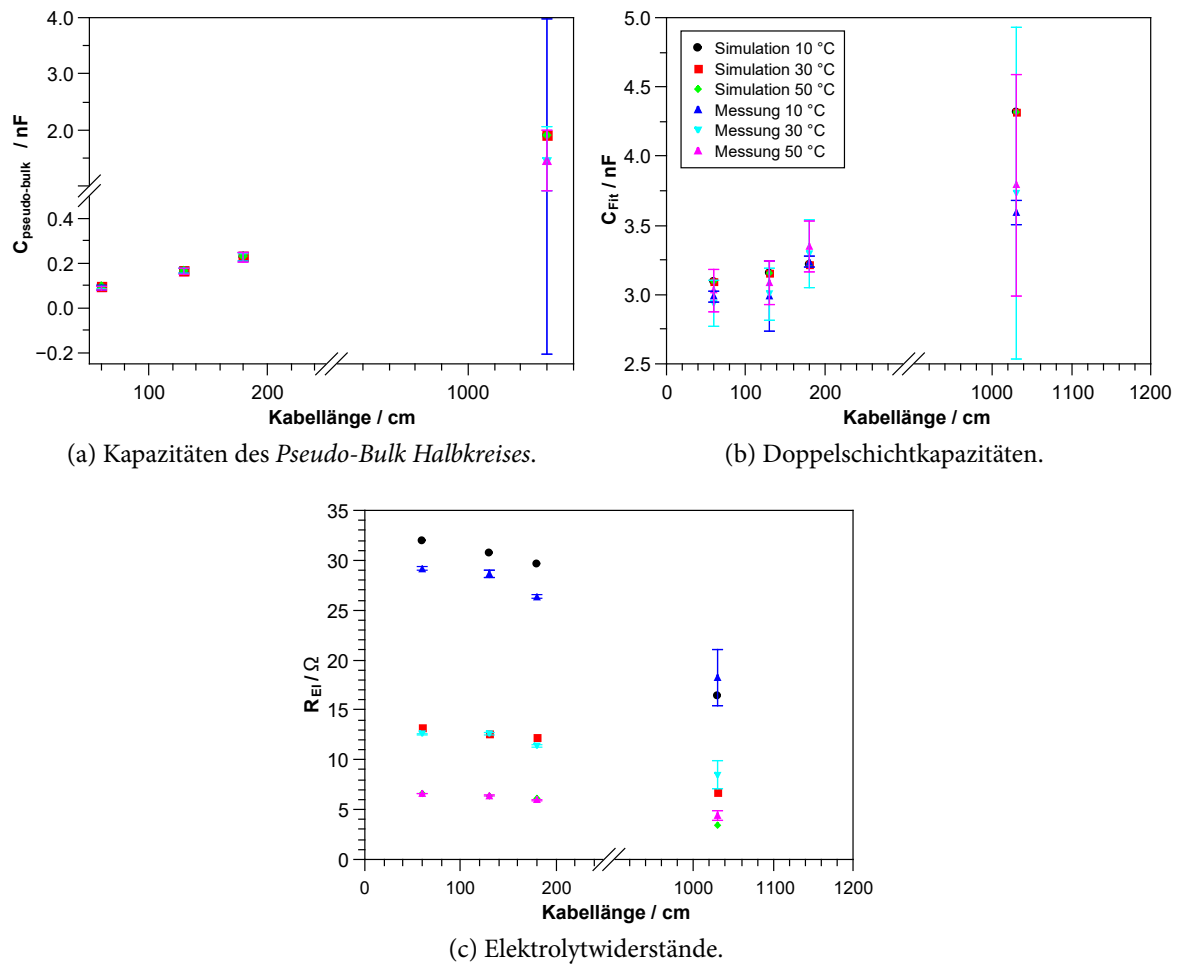 4.0
3.0
2.0
0.4
0.2
0.0
−0.2
C_pseudo-bulk / nF
100
200
1000
Kabellänge / cm
(a) Kapazitäten des Pseudo-Bulk Halbkreises.
5.0
4.5
4.0
3.5
3.0
2.5
C_Fit / nF
Simulation 10 °C
Simulation 30 °C
Simulation 50 °C
Messung 10 °C
Messung 30 °C
Messung 50 °C
0
100
200
1000
1100
1200
Kabellänge / cm
(b) Doppelschichtkapazitäten.
35
30
25
20
15
10
5
0
R_El / Ω
0
100
200
1000
1100
1200
Kabellänge / cm
(c) Elektrolytwiderstände.